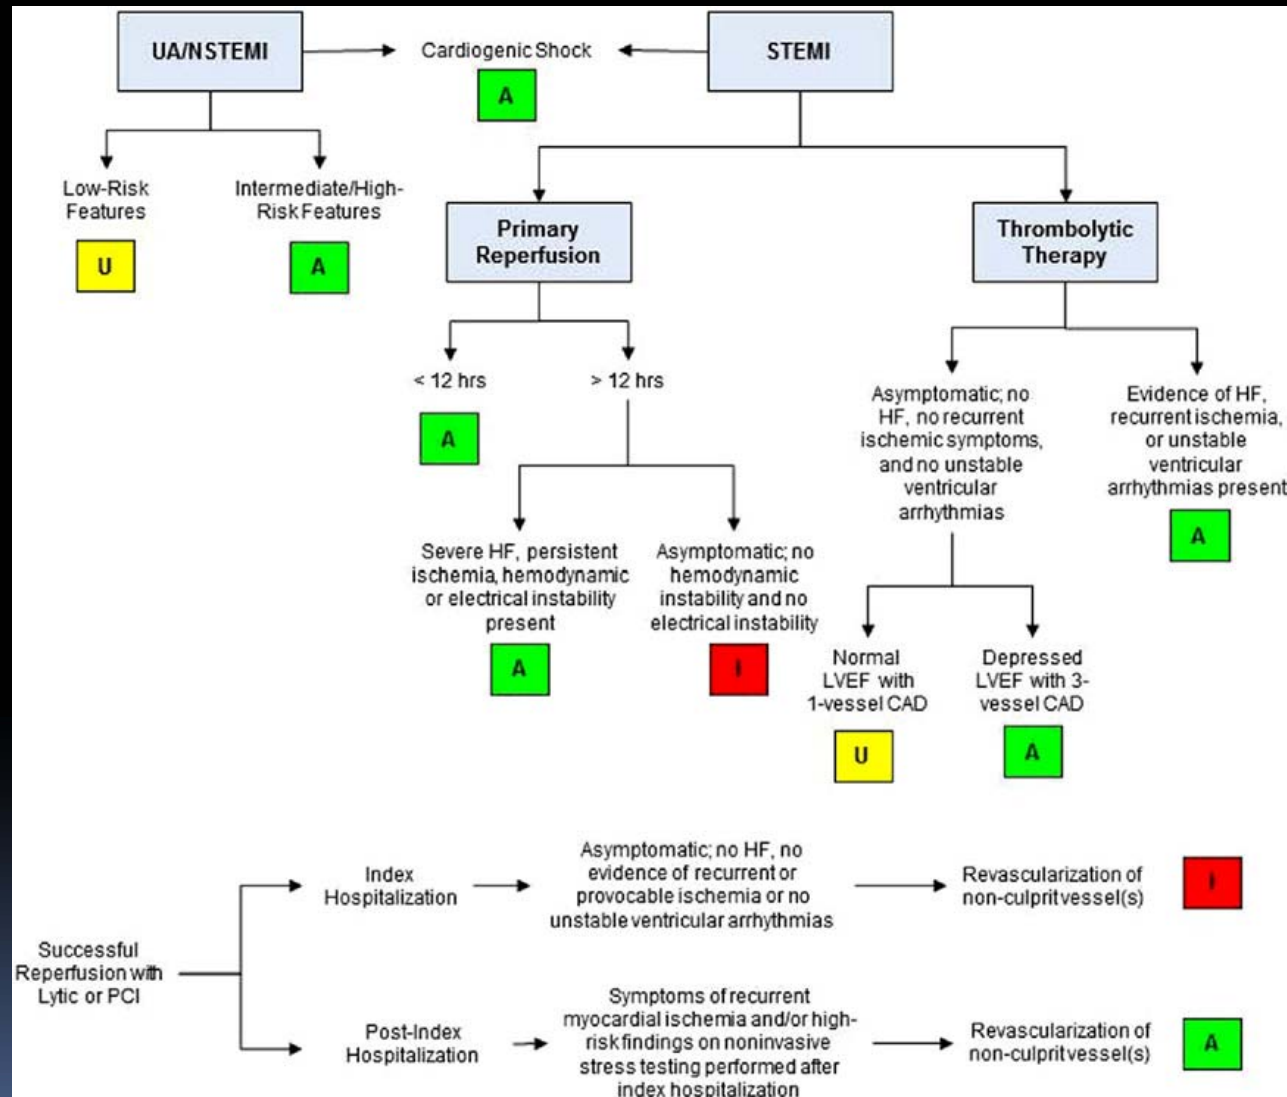 UA/NSTEMI
Cardiogenic Shock
A
STEMI
Low-Risk
Features
U
Intermediate/High-
Risk Features
A
Primary
Reperfusion
Thrombolytic
Therapy
< 12 hrs
A
> 12 hrs
Severe HF, persistent
ischemia, hemodynamic
or electrical instability
present
A
Asymptomatic; no
hemodynamic
instability and no
electrical instability
I
Asymptomatic; no
HF, no recurrent
ischemic symptoms,
and no unstable
ventricular
arrhythmias
Evidence of HF,
recurrent ischemia,
or unstable
ventricular
arrhythmias present
A
Normal
LVEF with
1-vessel CAD
U
Depressed
LVEF with 3-
vessel CAD
A
Successful
Reperfusion with
Lytic or PCI
Index
Hospitalization
Asymptomatic; no HF, no
evidence of recurrent or
provocable ischemia or no
unstable ventricular arrhythmias
Revascularization of
non-culprit vessel(s)
I
Post-Index
Hospitalization
Symptoms of recurrent
myocardial ischemia and/or high-
risk findings on noninvasive
stress testing performed after
index hospitalization
Revascularization of
non-culprit vessel(s)
A